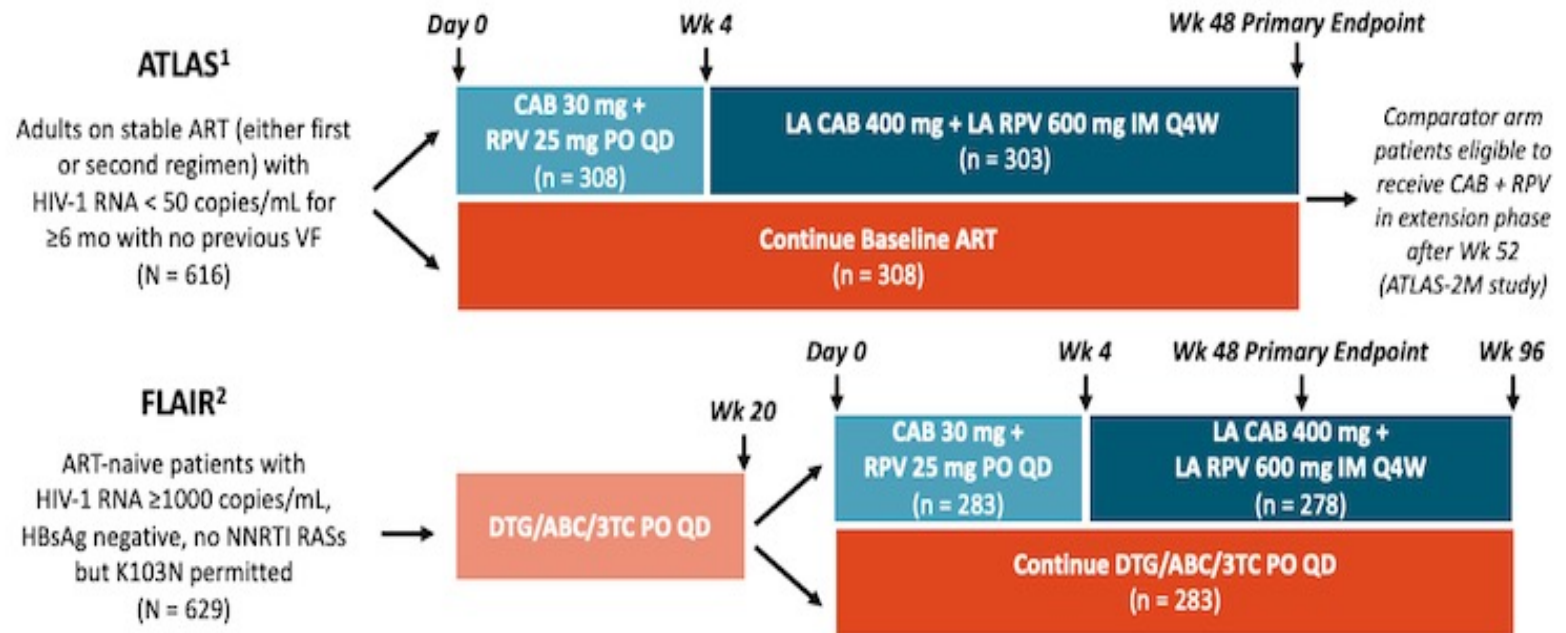 Day 0
Wk 4
Wk 48 Primary Endpoint
ATLAS¹
Adults on stable ART (either first
or second regimen) with
HIV-1 RNA < 50 copies/mL for
≥6 mo with no previous VF
(N = 616)
CAB 30 mg +
RPV 25 mg PO QD
(n = 308)
LA CAB 400 mg + LA RPV 600 mg IM Q4W
(n = 303)
Continue Baseline ART
(n = 308)
Comparator arm
patients eligible to
receive CAB + RPV
in extension phase
after Wk 52
(ATLAS-2M study)
Day 0
Wk 4
Wk 48 Primary Endpoint
Wk 96
FLAIR²
ART-naive patients with
HIV-1 RNA ≥1000 copies/mL,
HBsAg negative, no NNRTI RASs
but K103N permitted
(N = 629)
Wk 20
DTG/ABC/3TC PO QD
CAB 30 mg +
RPV 25 mg PO QD
(n = 283)
LA CAB 400 mg +
LA RPV 600 mg IM Q4W
(n = 278)
Continue DTG/ABC/3TC PO QD
(n = 283)